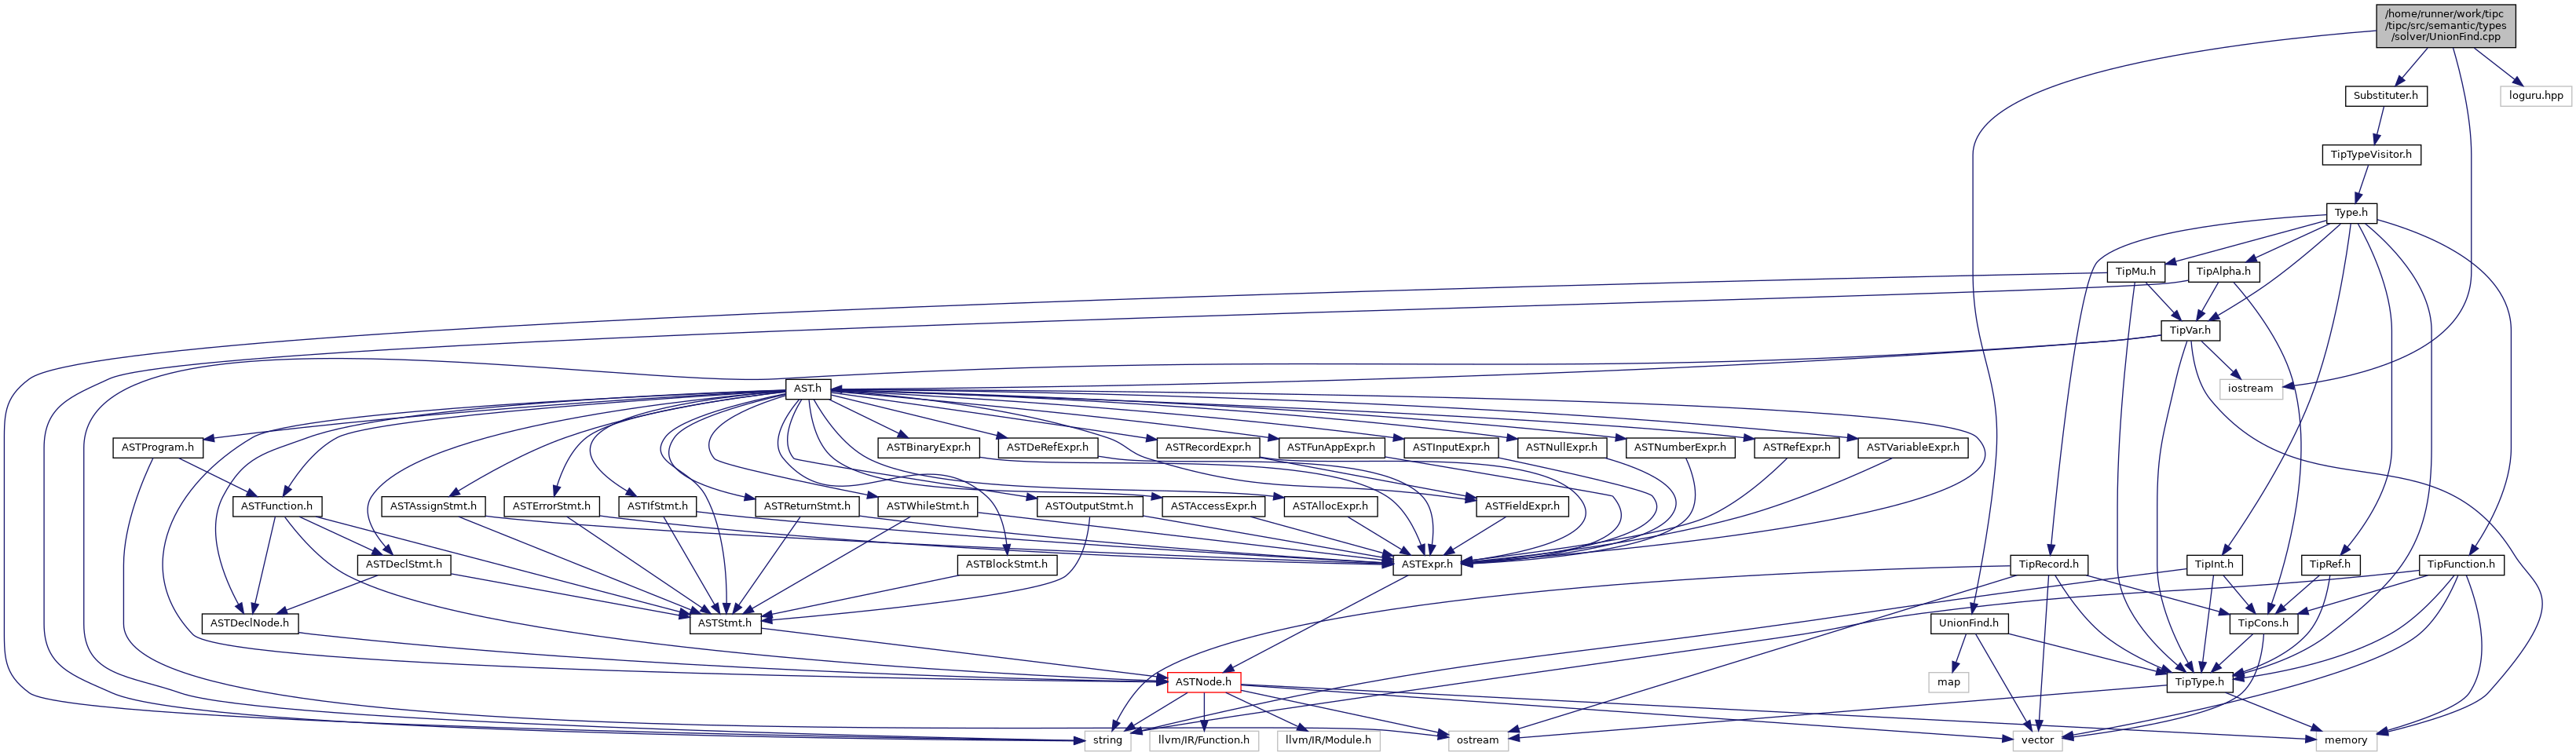 /home/runner/work/tipc
/tipc/src/semantic/types
/solver/UnionFind.cpp
Substituter.h
loguru.hpp
TipTypeVisitor.h
Type.h
TipMu.h
TipAlpha.h
TipVar.h
AST.h
iostream
ASTProgram.h
ASTBinaryExpr.h
ASTDeRefExpr.h
ASTRecordExpr.h
ASTFunAppExpr.h
ASTInputExpr.h
ASTNullExpr.h
ASTNumberExpr.h
ASTRefExpr.h
ASTVariableExpr.h
ASTFunction.h
ASTAssignStmt.h
ASTErrorStmt.h
ASTIfStmt.h
ASTReturnStmt.h
ASTWhileStmt.h
ASTOutputStmt.h
ASTAccessExpr.h
ASTAllocExpr.h
ASTFieldExpr.h
ASTDeclStmt.h
ASTBlockStmt.h
ASTExpr.h
TipRecord.h
TipInt.h
TipRef.h
TipFunction.h
ASTDeclNode.h
ASTStmt.h
UnionFind.h
TipCons.h
ASTNode.h
map
TipType.h
string
llvm/IR/Function.h
llvm/IR/Module.h
ostream
vector
memory